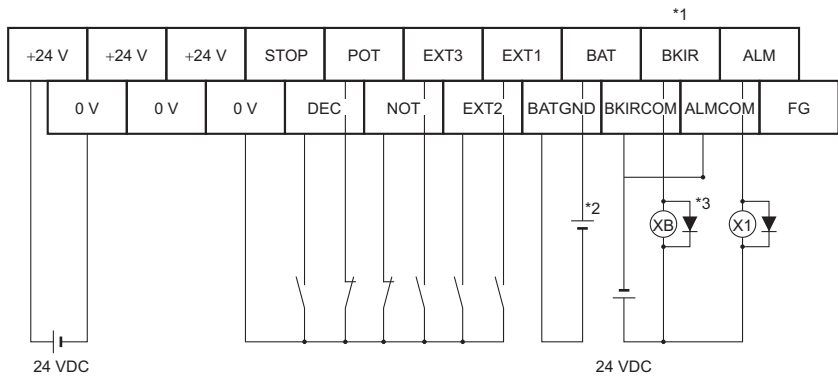 *1
+24 V +24 V +24 V STOP POT EXT3 EXT1 BAT BKIR ALM
0 V 0 V 0 V DEC NOT EXT2 BATGND BKIRCOM ALMCOM FG
*2 *3
XB X1
24 VDC 24 VDC